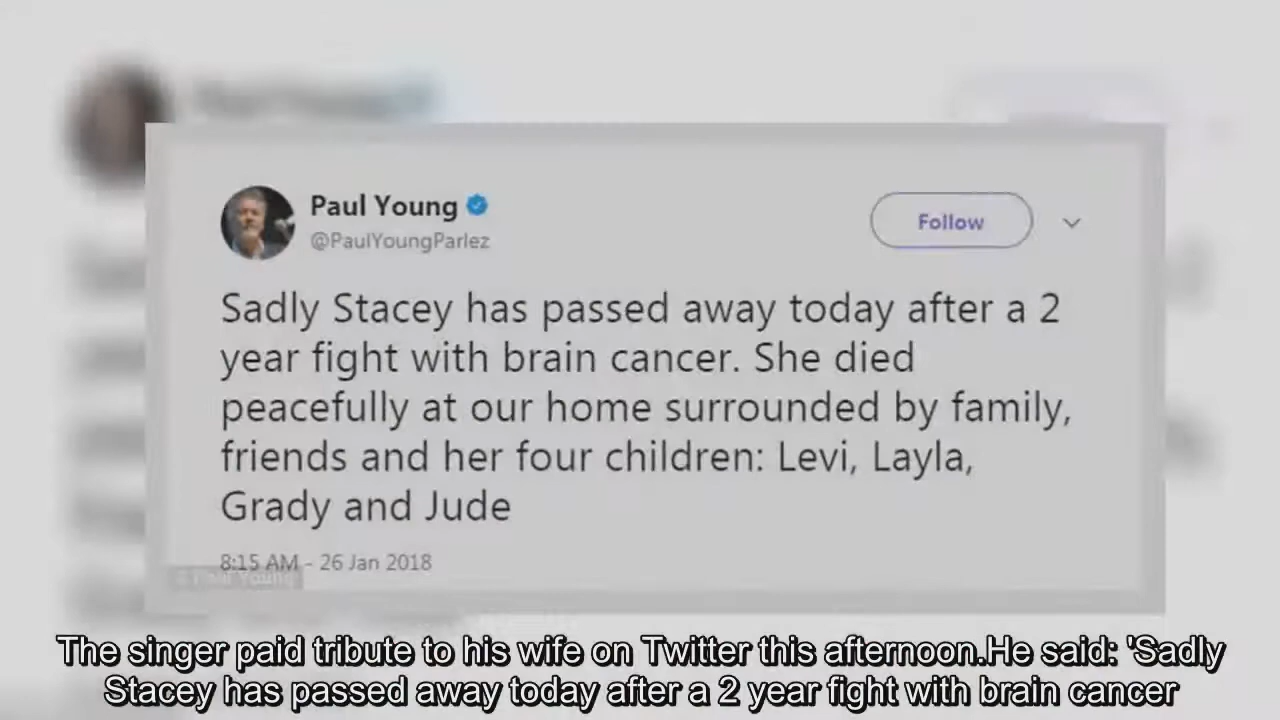 Paul Young
@PaulYoungParlez
Follow
Sadly Stacey has passed away today after a 2
year fight with brain cancer. She died
peacefully at our home surrounded by family,
friends and her four children: Levi, Layla,
Grady and Jude
8:15 AM - 26 Jan 2018
Paul Young
The singer paid tribute to his wife on Twitter this afternoon.He said: 'Sadly
Stacey has passed away today after a 2 year fight with brain cancer